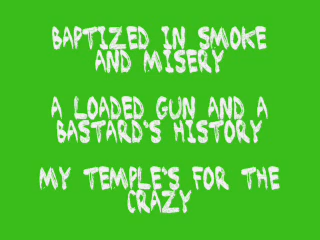 BAPTIZED IN SMOKE
AND MISERY
A LOADED GUN AND A
BASTARD'S HISTORY
MY TEMPLE'S FOR THE
CRAZY